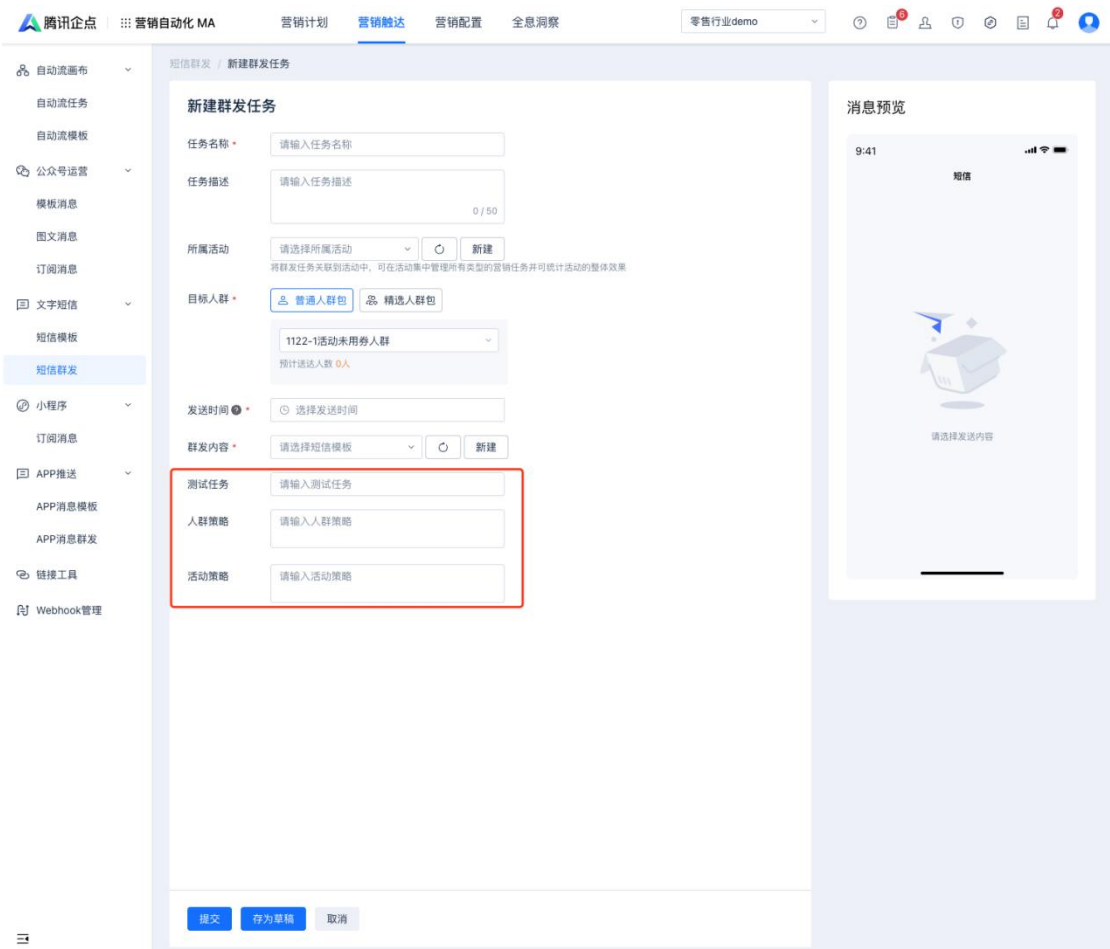 腾讯企点 营销自动化 MA 营销计划 营销触达 营销配置 全息洞察 零售行业demo 6 2
自动流画布
自动流任务
自动流模板
公众号运营
模板消息
图文消息
订阅消息
文字短信
短信模板
短信群发
小程序
订阅消息
APP推送
APP消息模板
APP消息群发
链接工具
Webhook管理
短信群发 / 新建群发任务
新建群发任务
任务名称 * 请输入任务名称
任务描述 请输入任务描述
0 / 50
所属活动 请选择所属活动 新建
将群发任务关联到活动中，可在活动集中管理所有类型的营销任务并可统计活动的整体效果
目标人群 * 普通人群包 精选人群包
1122-1活动未用券人群
预计送达人数 0人
发送时间 * 选择发送时间
群发内容 * 请选择短信模板 新建
测试任务 请输入测试任务
人群策略 请输入人群策略
活动策略 请输入活动策略
提交 存为草稿 取消
消息预览
9:41
短信
请选择发送内容